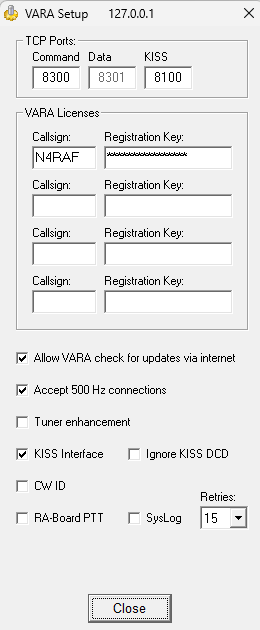 VARA Setup 127.0.0.1
TCP Ports:
Command Data KISS
8300 8301 8100
VARA Licenses
Callsign: Registration Key:
N4RAF *****************
Callsign: Registration Key:
Callsign: Registration Key:
Callsign: Registration Key:
Allow VARA check for updates via internet
Accept 500 Hz connections
Tuner enhancement
KISS Interface Ignore KISS DCD
CW ID
Retries:
RA-Board PTT SysLog 15
Close